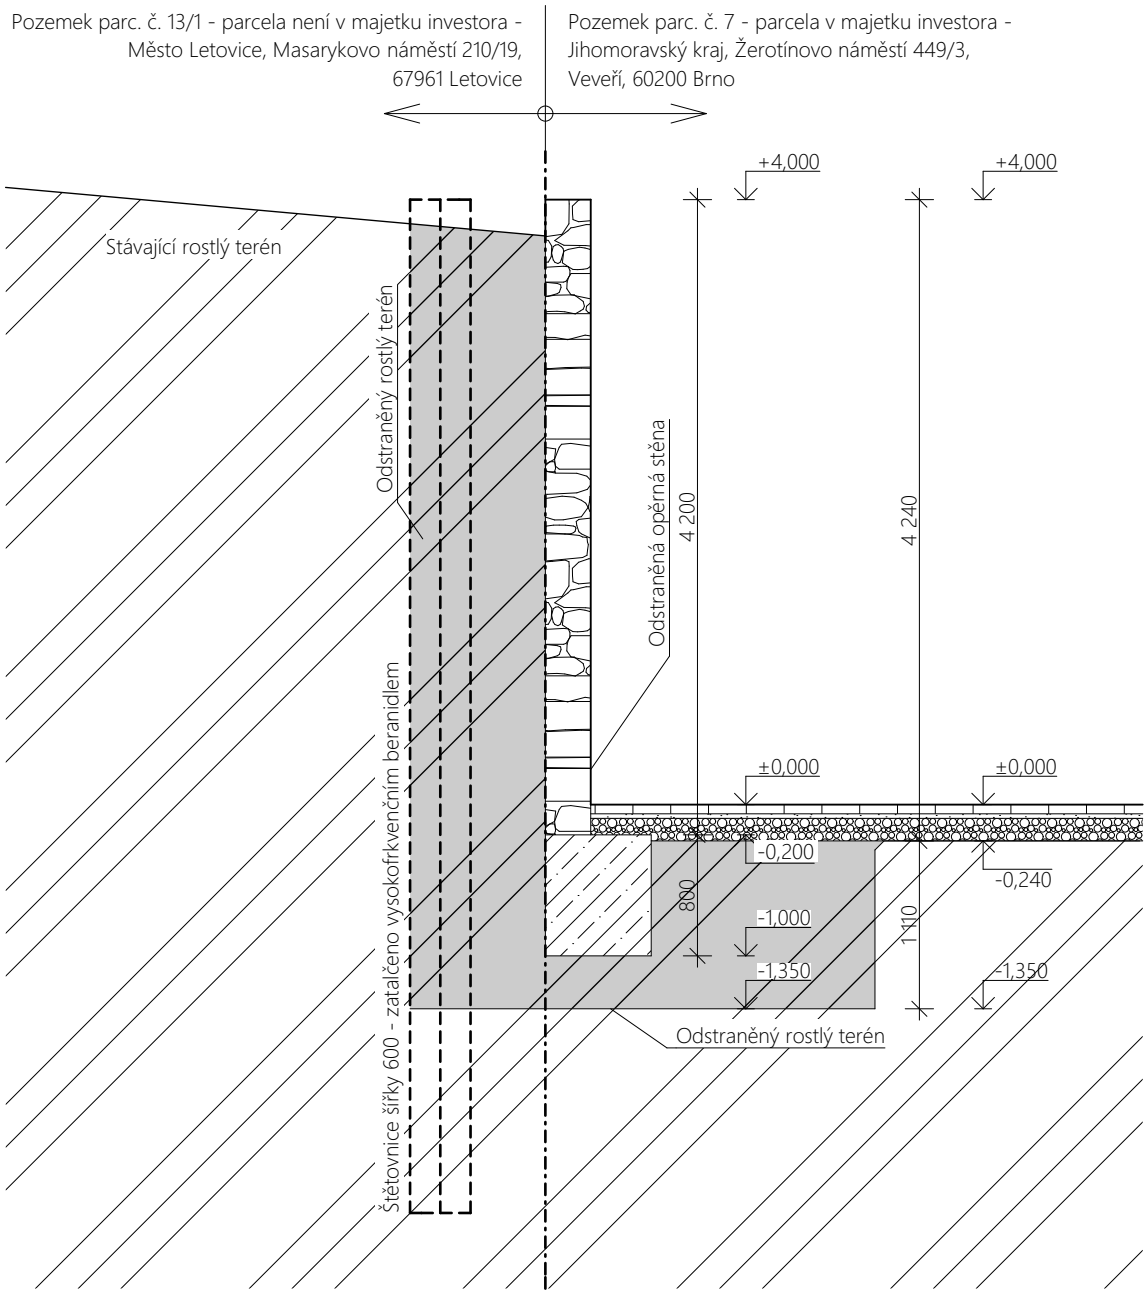 Pozemek parc. č. 13/1 - parcela není v majetku investora -
Město Letovice, Masarykovo náměstí 210/19,
67961 Letovice
Pozemek parc. č. 7 - parcela v majetku investora -
Jihomoravský kraj, Žerotínovo náměstí 449/3,
Veveří, 60200 Brno
+4,000
+4,000
Stávající rostlý terén
Odstraněný rostlý terén
Odstraněná opěrná stěna
4 200
4 240
Štětovnice šířky 600 - zatalčeno vysokofrkvenčním beranidlem
±0,000
±0,000
-0,200
-0,240
800
1 110
-1,000
-1,350
-1,350
Odstraněný rostlý terén